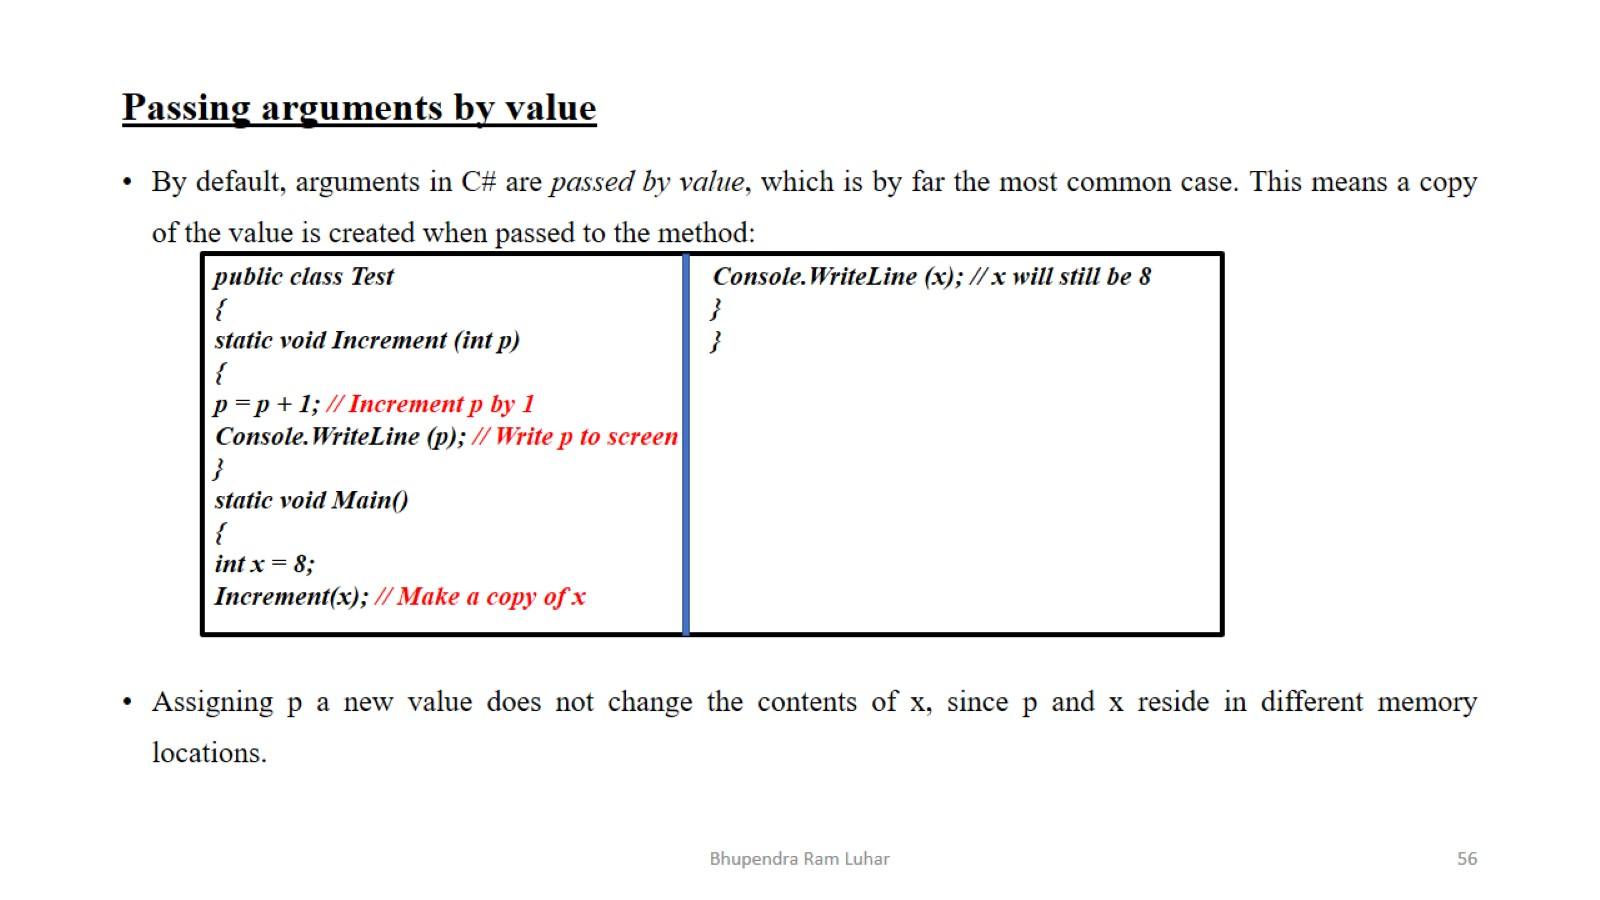 Passing arguments by value
• By default, arguments in C# are passed by value, which is by far the most common case. This means a copy
of the value is created when passed to the method:
public class Test
{
static void Increment (int p)
{
p = p + 1; // Increment p by 1
Console.WriteLine (p); // Write p to screen
}
static void Main()
{
int x = 8;
Increment(x); // Make a copy of x
Console.WriteLine (x); // x will still be 8
}
}
• Assigning p a new value does not change the contents of x, since p and x reside in different memory
locations.
Bhupendra Ram Luhar
56